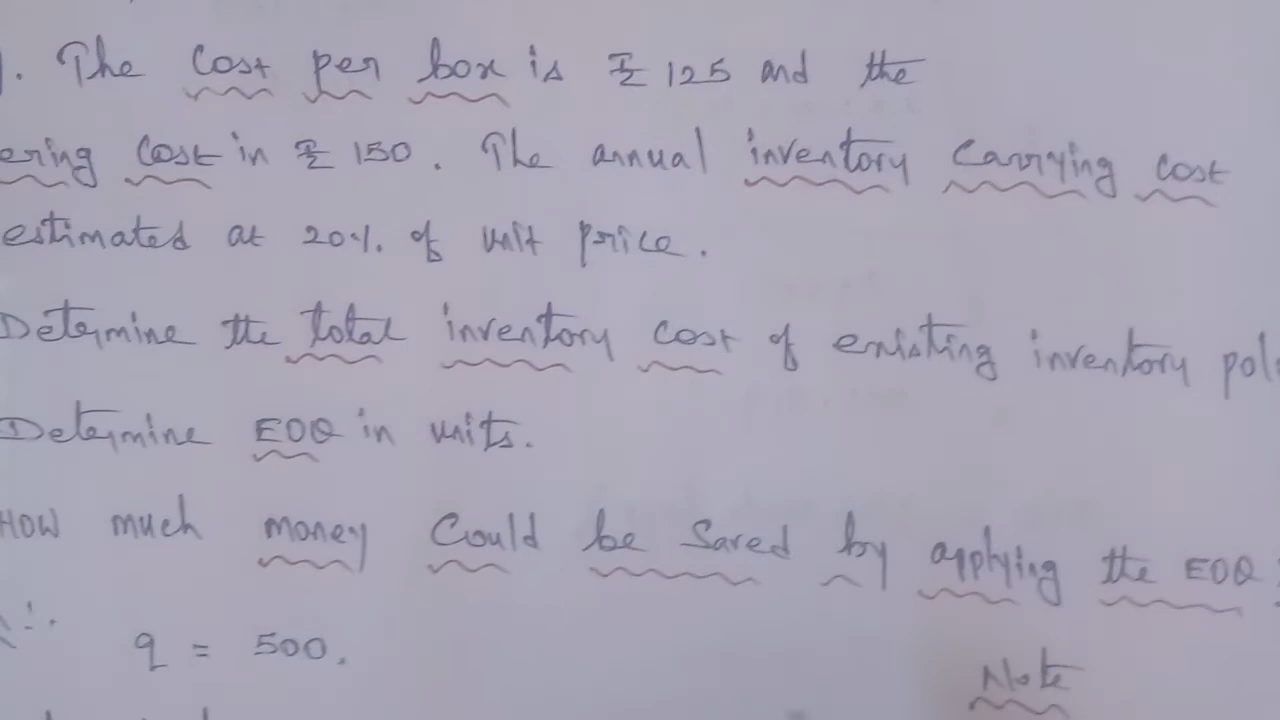 . The cost per box is ₹ 125 and the
ering cost in ₹ 150. The annual inventory carrying cost
estimated at 20%. of unit price.
Determine the total inventory cost of existing inventory pol
Determine EOQ in units.
How much money could be saved by applying the EOQ
∴ q = 500.
Note